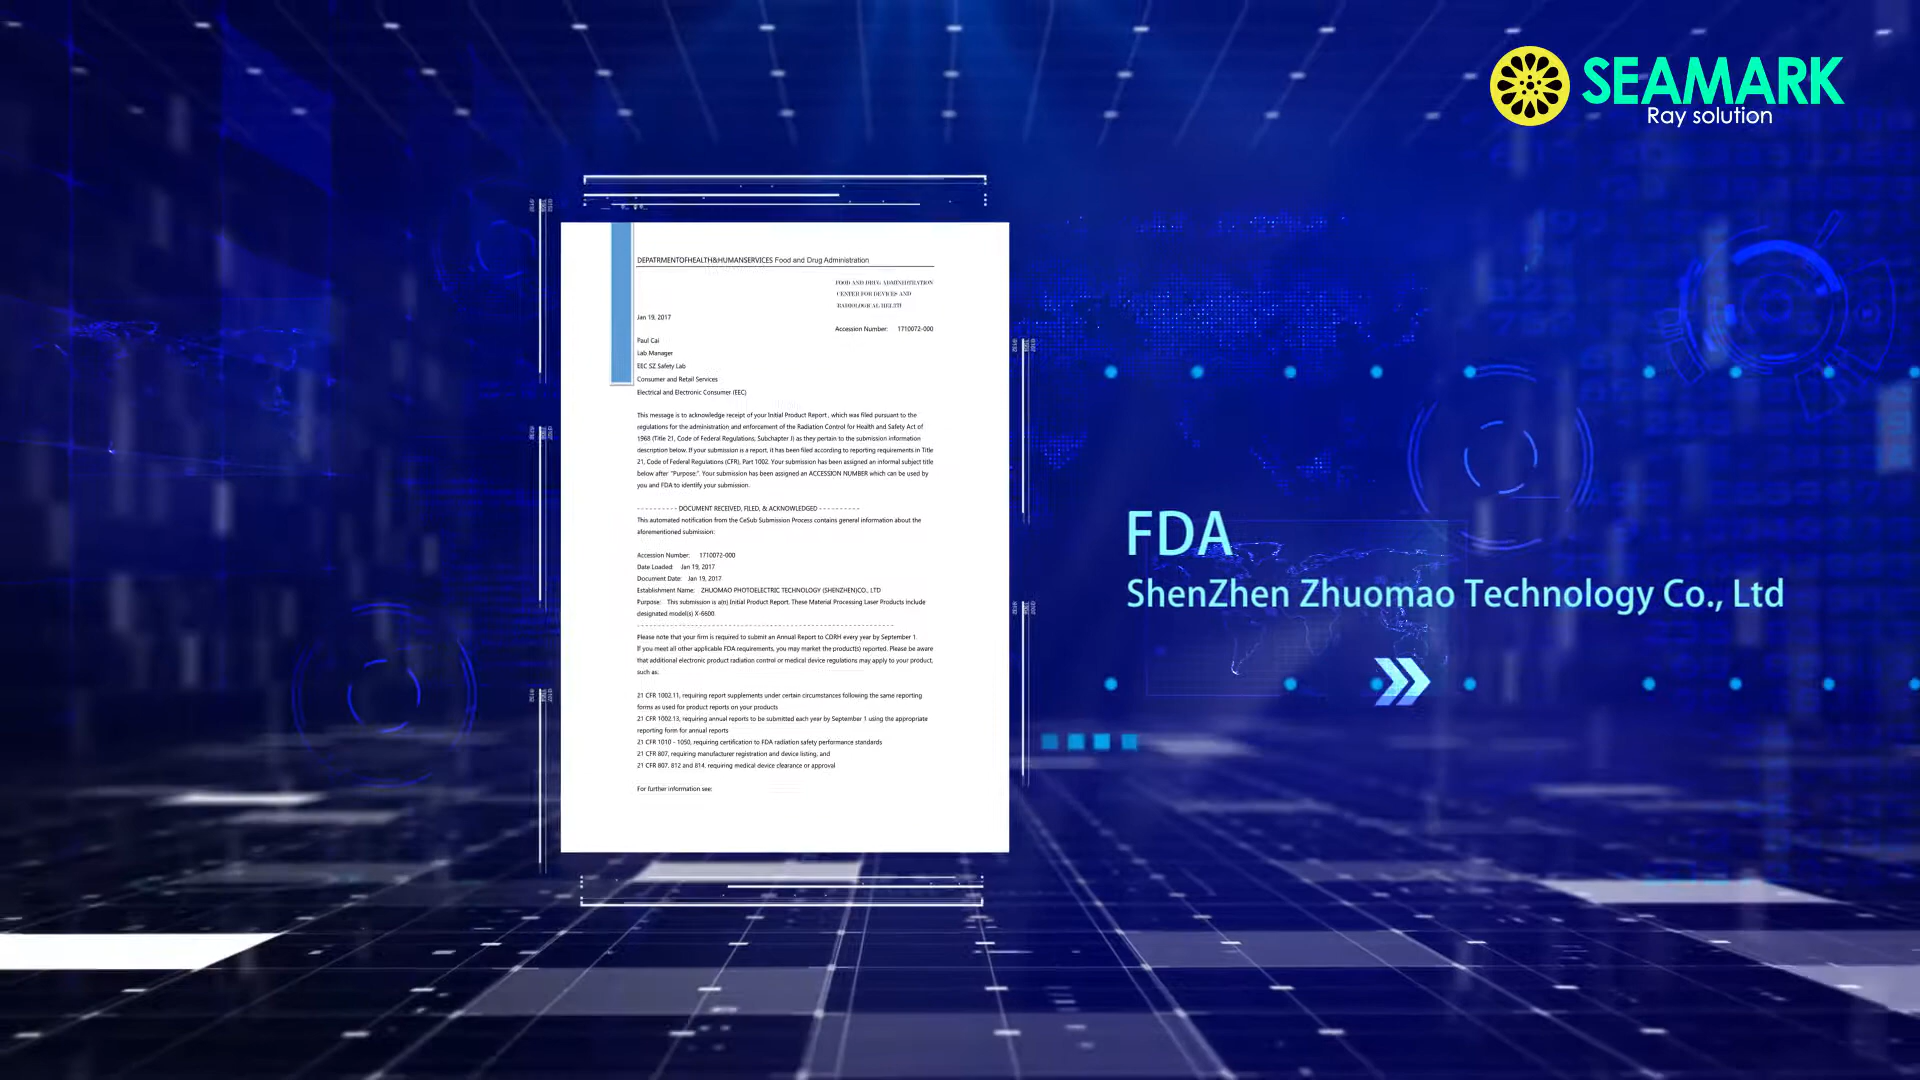 SEAMARK
Ray solution
DEPATRMENTOFHEALTH&HUMANSERVICES Food and Drug Administration
FOOD AND DRUG ADMINISTRATION
CENTER FOR DEVICES AND
RADIOLOGICAL HELTH
Jan 19, 2017
Accession Number: 1710072-000
Paul Cai
Lab Manager
EEC SZ Safety Lab
Consumer and Retail Services
Electrical and Electronic Consumer (EEC)
This message is to acknowledge receipt of your Initial Product Report, which was filed pursuant to the
regulations for the administration and enforcement of the Radiation Control for Health and Safety Act of
1968 (Title 21, Code of Federal Regulations, Subchapter J) as they pertain to the submission information
description below. If your submission is a report, it has been filed according to reporting requirements in Title
21, Code of Federal Regulations (CFR), Part 1002. Your submission has been assigned an informal subject title
below after "Purpose:". Your submission has been assigned an ACCESSION NUMBER which can be used by
you and FDA to identify your submission.
---------- DOCUMENT RECEIVED, FILED, & ACKNOWLEDGED ----------
This automated notification from the CeSub Submission Process contains general information about the
aforementioned submission:
Accession Number: 1710072-000
Date Loaded: Jan 19, 2017
Document Date: Jan 19, 2017
Establishment Name: ZHUOMAO PHOTOELECTRIC TECHNOLOGY (SHENZHEN)CO., LTD
Purpose: This submission is a(n) Initial Product Report. These Material Processing Laser Products include
designated model(s) X-6600.
Please note that your firm is required to submit an Annual Report to CDRH every year by September 1.
If you meet all other applicable FDA requirements, you may market the product(s) reported. Please be aware
that additional electronic product radiation control or medical device regulations may apply to your product,
such as:
21 CFR 1002.11, requiring report supplements under certain circumstances following the same reporting
forms as used for product reports on your products
21 CFR 1002.13, requiring annual reports to be submitted each year by September 1 using the appropriate
reporting form for annual reports
21 CFR 1010 - 1050, requiring certification to FDA radiation safety performance standards
21 CFR 807, requiring manufacturer registration and device listing, and
21 CFR 807, 812 and 814, requiring medical device clearance or approval
For further information see:
FDA
ShenZhen Zhuomao Technology Co., Ltd